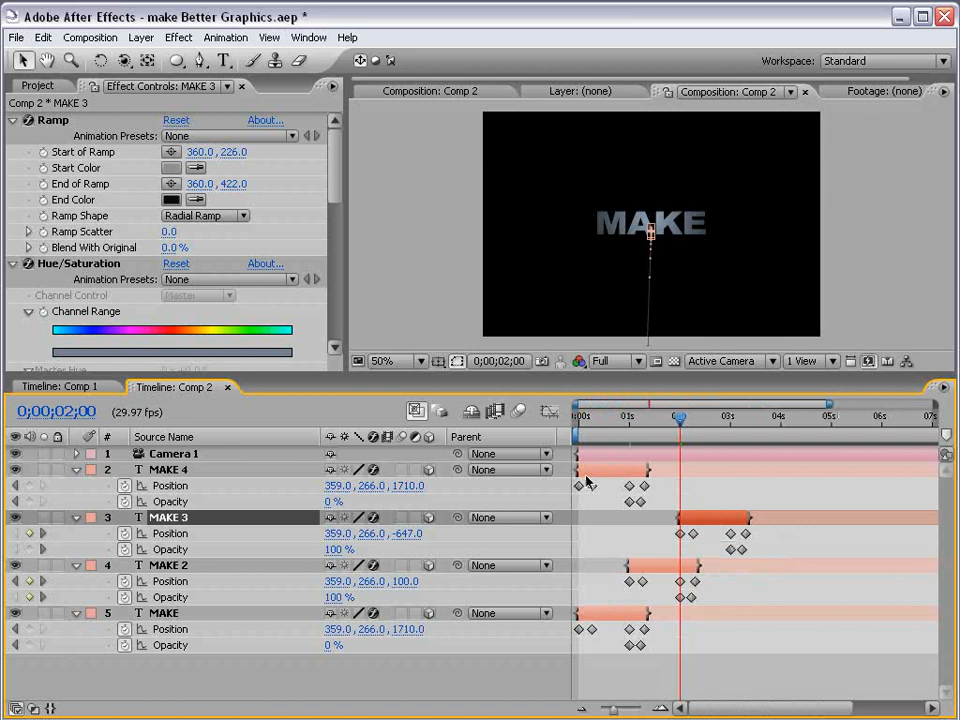 Adobe After Effects - make Better Graphics.aep *
File Edit Composition Layer Effect Animation View Window Help
Workspace: Standard
Project Effect Controls: MAKE 3
Comp 2 * MAKE 3
Ramp Reset About...
Animation Presets: None
Start of Ramp 360.0, 226.0
Start Color
End of Ramp 360.0, 422.0
End Color
Ramp Shape Radial Ramp
Ramp Scatter 0.0
Blend With Original 0.0 %
Hue/Saturation Reset About...
Animation Presets: None
Channel Control Master
Channel Range
Master Hue
Composition: Comp 2 Layer: (none) Composition: Comp 2 Footage: (none)
MAKE
50% 0;00;02;00 Full Active Camera 1 View
Timeline: Comp 1 Timeline: Comp 2
0;00;02;00 (29.97 fps)
00s 01s 03s 04s 05s 06s 07s
# Source Name Parent
1 Camera 1 None
2 T MAKE 4 None
Position 359.0, 266.0, 1710.0
Opacity 0 %
3 T MAKE 3 None
Position 359.0, 266.0, -647.0
Opacity 100 %
4 T MAKE 2 None
Position 359.0, 266.0, 100.0
Opacity 100 %
5 T MAKE None
Position 359.0, 266.0, 1710.0
Opacity 0 %